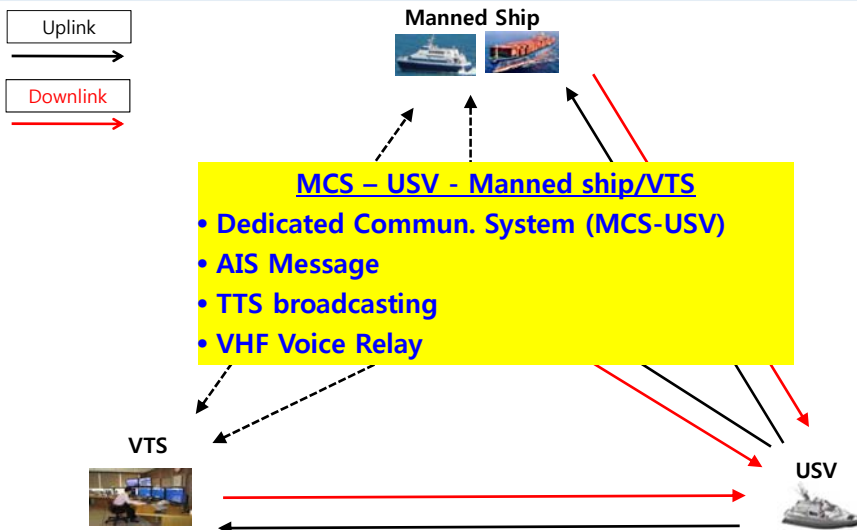 Manned Ship
Uplink
Downlink
MCS – USV - Manned ship/VTS
• Dedicated Commun. System (MCS-USV)
• AIS Message
• TTS broadcasting
• VHF Voice Relay
VTS
USV